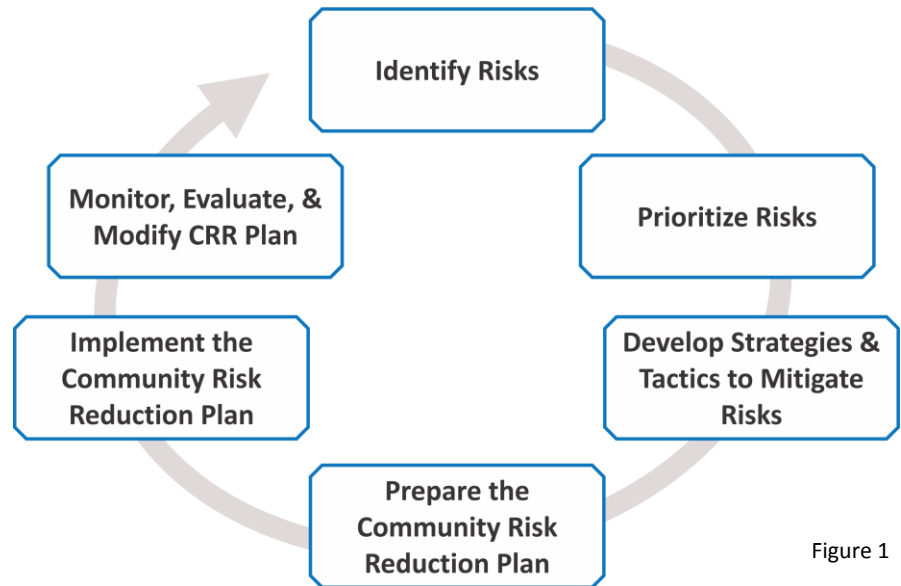 Identify Risks
Prioritize Risks
Develop Strategies &
Tactics to Mitigate
Risks
Prepare the
Community Risk
Reduction Plan
Implement the
Community Risk
Reduction Plan
Monitor, Evaluate, &
Modify CRR Plan
Figure 1